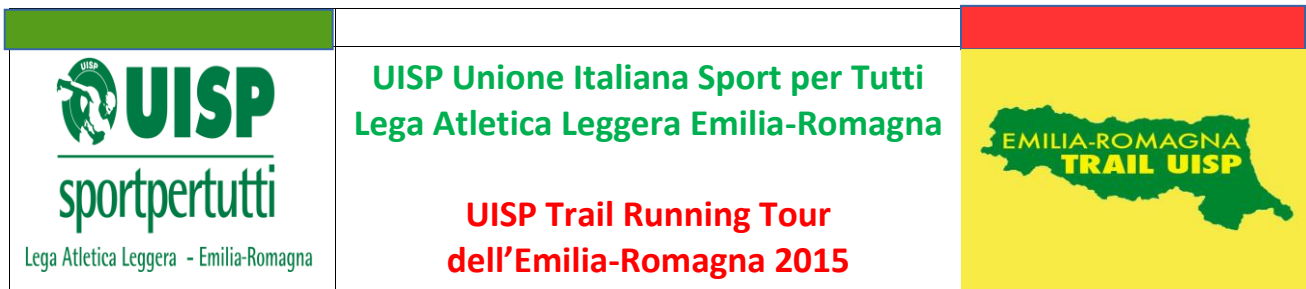 UISP
UISP
sportpertutti
Lega Atletica Leggera - Emilia-Romagna
UISP Unione Italiana Sport per Tutti
Lega Atletica Leggera Emilia-Romagna
UISP Trail Running Tour
dell’Emilia-Romagna 2015
EMILIA-ROMAGNA
TRAIL UISP